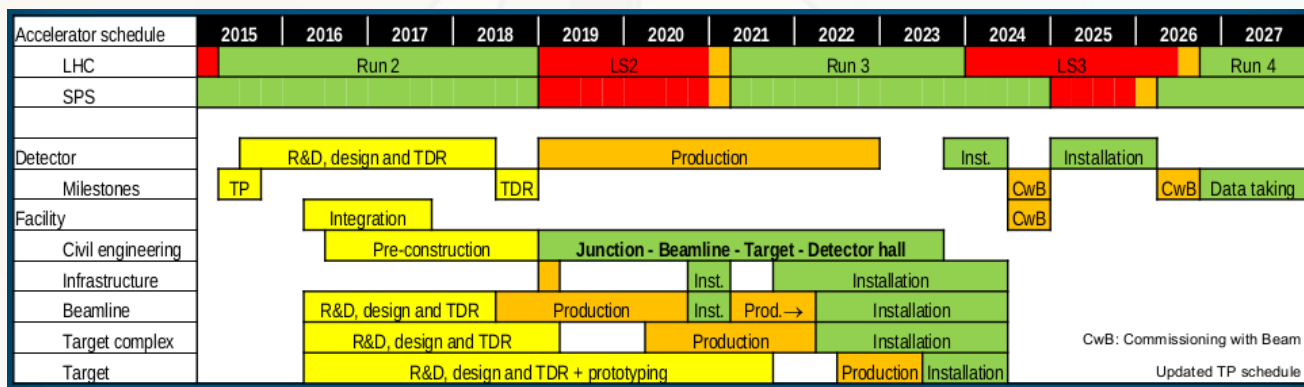 Accelerator schedule 2015 2016 2017 2018 2019 2020 2021 2022 2023 2024 2025 2026 2027
LHC Run 2 LS2 Run 3 LS3 Run 4
SPS
Detector R&D, design and TDR Production Inst. Installation
Milestones TP TDR CwB CwB Data taking
Facility Integration CwB
Civil engineering Pre-construction Junction - Beamline - Target - Detector hall
Infrastructure Inst. Installation
Beamline R&D, design and TDR Production Inst. Prod.→ Installation
Target complex R&D, design and TDR Production Installation CwB: Commissioning with Beam
Target R&D, design and TDR + prototyping Production Installation Updated TP schedule